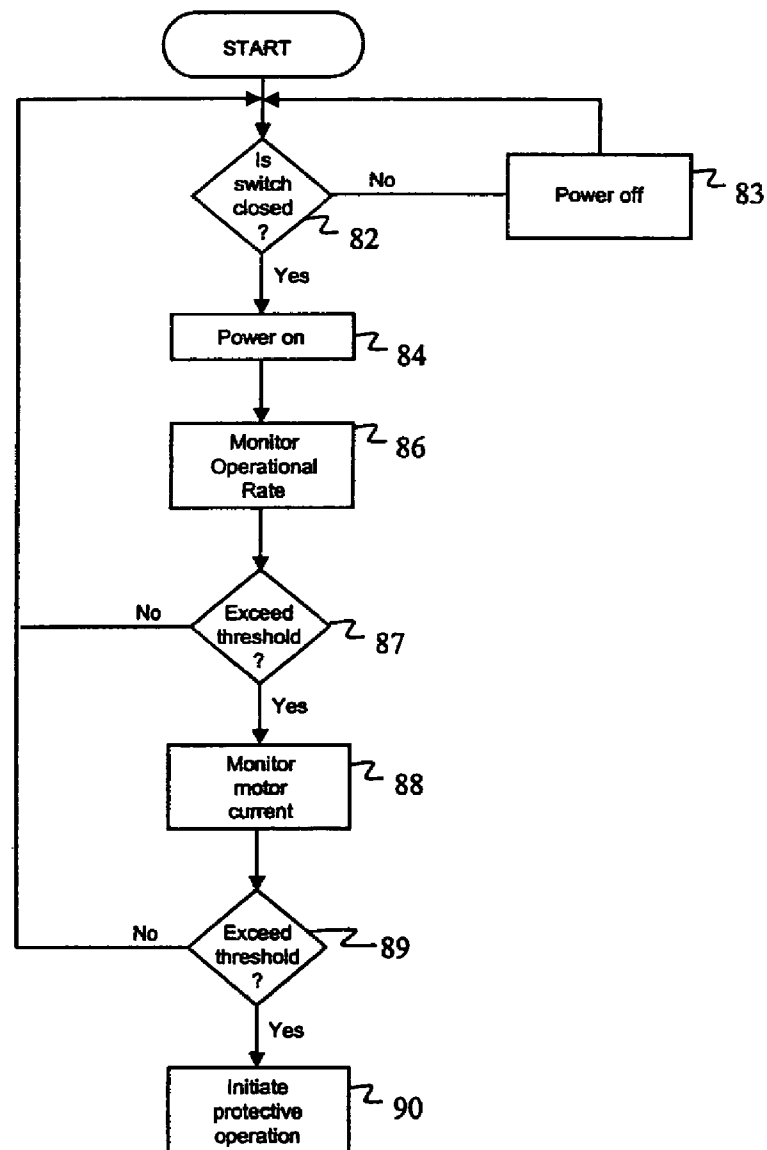 START
Is
switch
closed
?
82
No
Power off
83
Yes
Power on
84
Monitor
Operational
Rate
86
No
Exceed
threshold
?
87
Yes
Monitor
motor
current
88
No
Exceed
threshold
?
89
Yes
Initiate
protective
operation
90